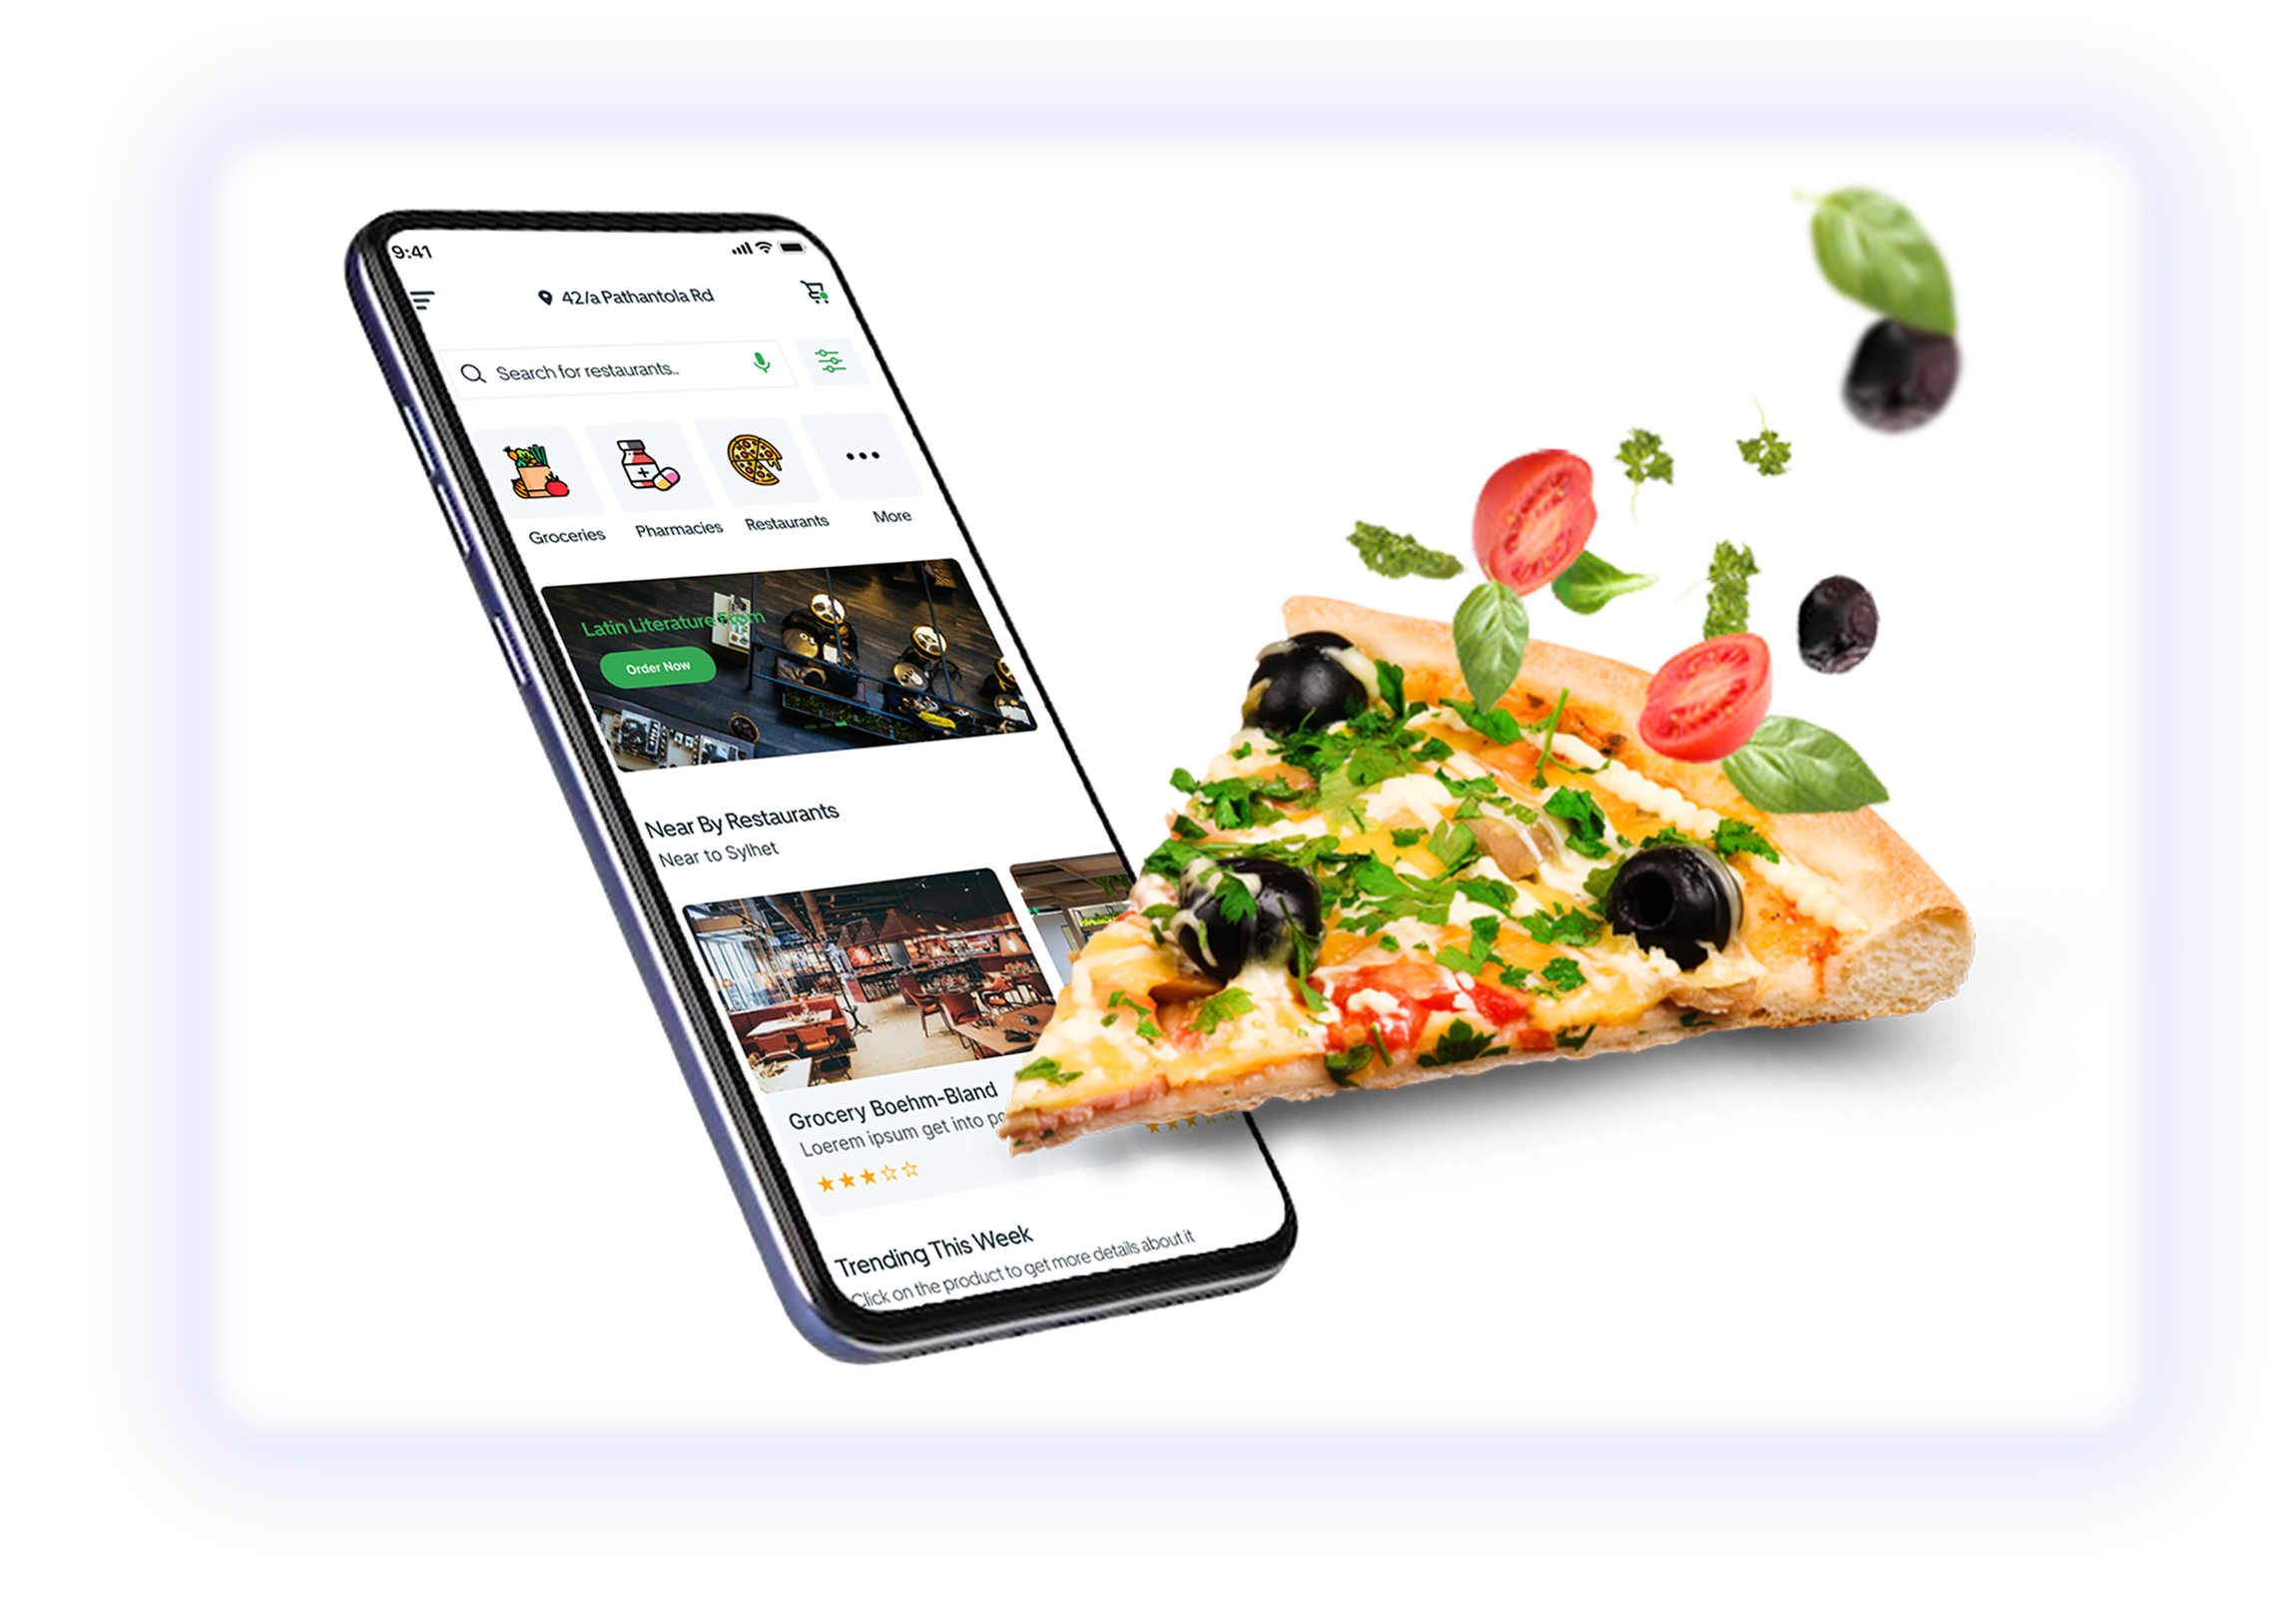 9:41
42/a Pathantola Rd
Search for restaurants..
Groceries
Pharmacies
Restaurants
More
Latin Literature From
Order Now
Near By Restaurants
Near to Sylhet
Grocery Boehm-Bland
Loerem ipsum get into
Trending This Week
Click on the product to get more details about it